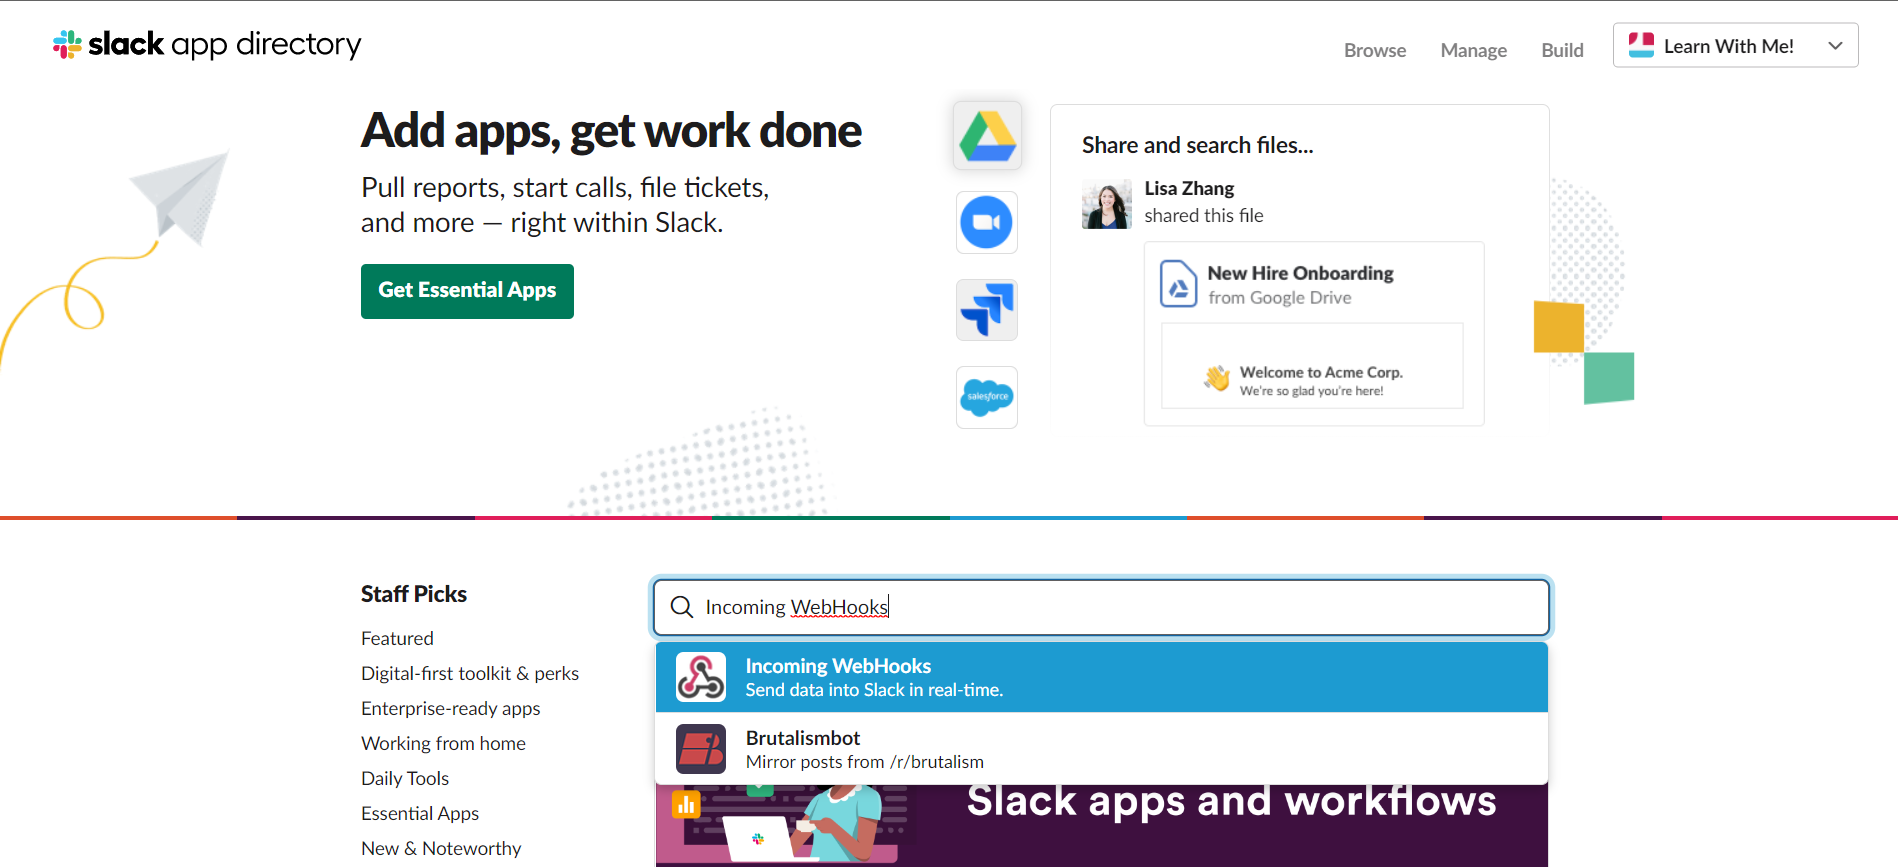 slack app directory
Browse
Manage
Build
Learn With Me!
Add apps, get work done
Pull reports, start calls, file tickets,
and more — right within Slack.
Get Essential Apps
salesforce
Share and search files...
Lisa Zhang
shared this file
New Hire Onboarding
from Google Drive
Welcome to Acme Corp.
We're so glad you're here!
Staff Picks
Featured
Digital-first toolkit & perks
Enterprise-ready apps
Working from home
Daily Tools
Essential Apps
New & Noteworthy
Incoming WebHooks
Incoming WebHooks
Send data into Slack in real-time.
Brutalismbot
Mirror posts from /r/brutalism
Slack apps and workflows